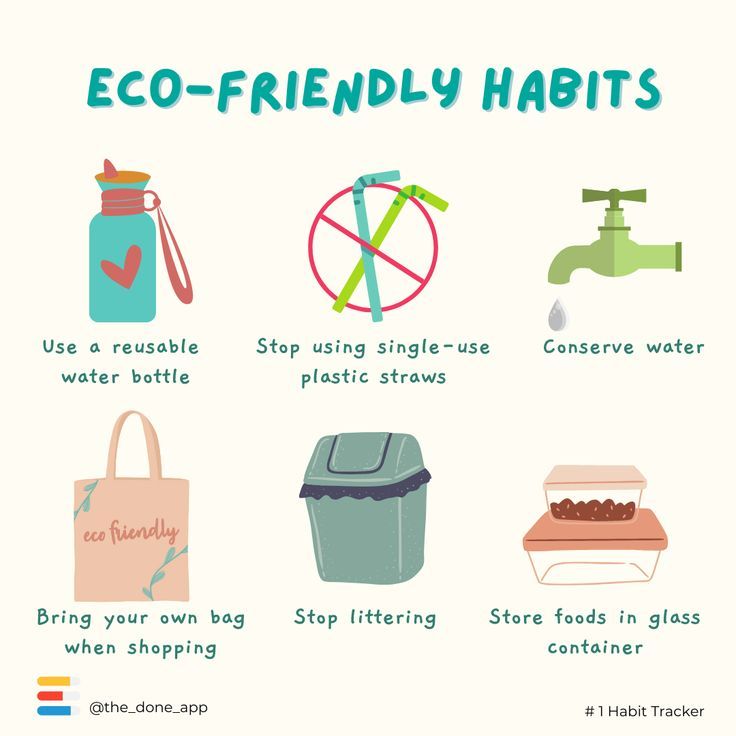 ECO-FRIENDLY HABITS
Use a reusable
water bottle
Stop using single-use
plastic straws
Conserve water
eco friendly
Bring your own bag
when shopping
Stop littering
Store foods in glass
container
@the_done_app
# 1 Habit Tracker